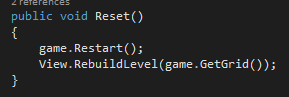 2 references
public void Reset()
{
    game.Restart();
    View.RebuildLevel(game.GetGrid());
}